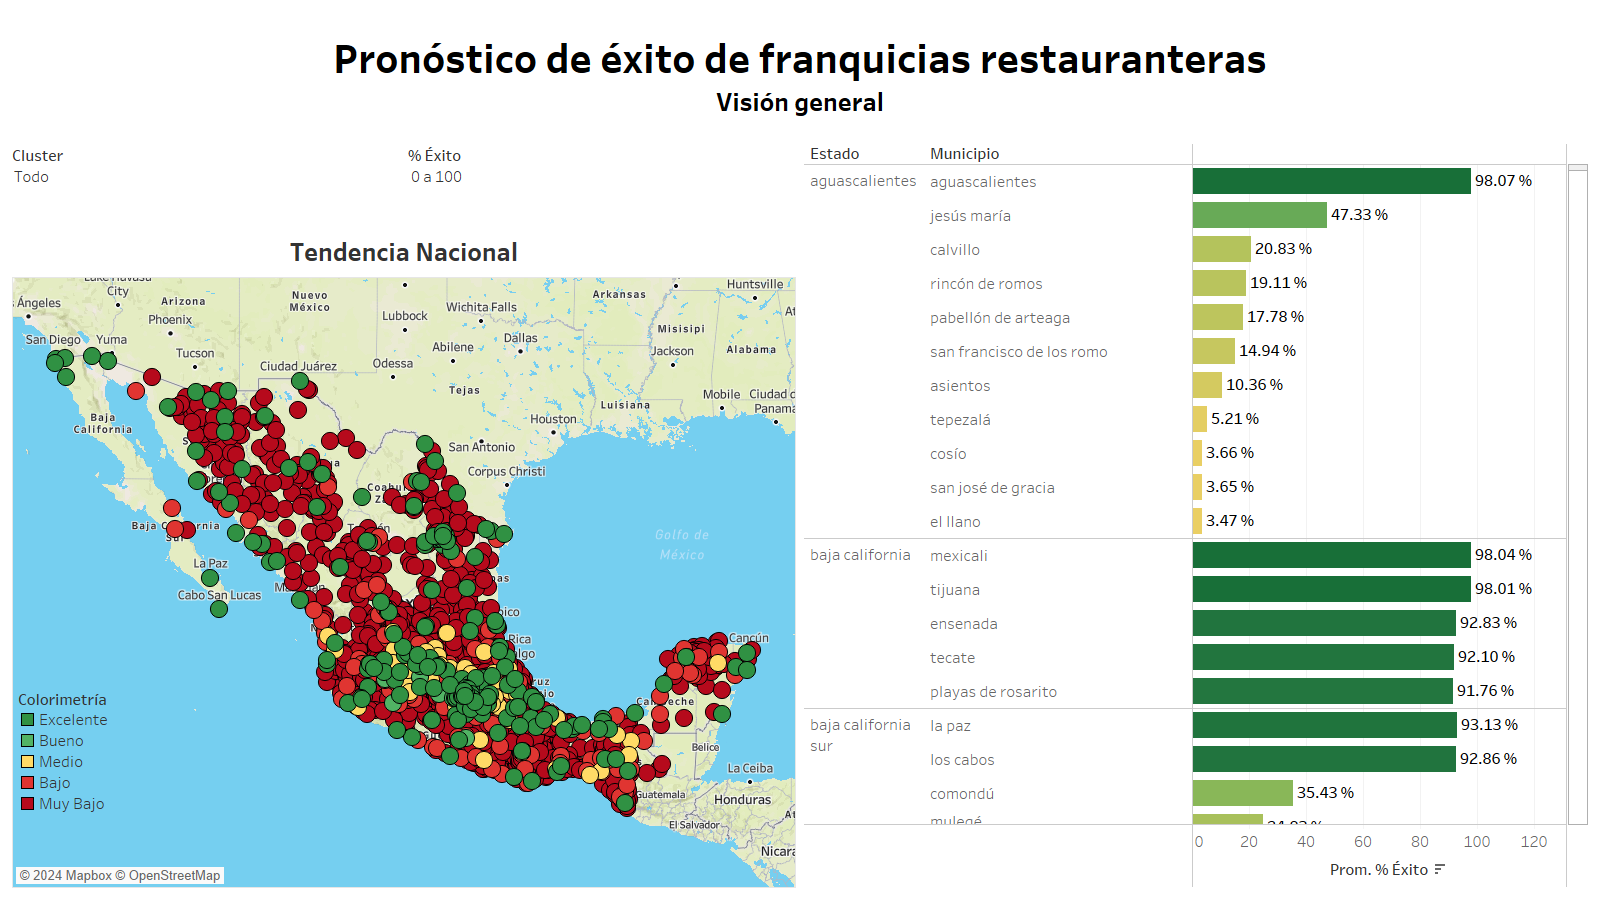 Pronóstico de éxito de franquicias restauranteras
Visión general
Cluster
Todo
% Éxito
0 a 100
Tendencia Nacional
City
Ángeles
Arizona
Nuevo
México
Arkansas
Huntsville
Phoenix
Lubbock
Wichita Falls
Misisipi
San Diego
Yuma
Tucson
Abilene
Dallas
Jackson
Alabama
Ciudad Juárez
Odessa
Tejas
Luisiana
Mobile
Ciudad d
Panama
Baja
California
Houston
San Antonio
Corpus Christi
Golfo de
México
La Paz
Cabo San Lucas
Cancún
Belice
La Ceiba
Guatemala
Honduras
El Salvador
Nicara
Colorimetría
Excelente
Bueno
Medio
Bajo
Muy Bajo
© 2024 Mapbox © OpenStreetMap
Estado Municipio
aguascalientes aguascalientes 98.07 %
jesús maría 47.33 %
calvillo 20.83 %
rincón de romos 19.11 %
pabellón de arteaga 17.78 %
san francisco de los romo 14.94 %
asientos 10.36 %
tepezalá 5.21 %
cosío 3.66 %
san josé de gracia 3.65 %
el llano 3.47 %
baja california mexicali 98.04 %
tijuana 98.01 %
ensenada 92.83 %
tecate 92.10 %
playas de rosarito 91.76 %
baja california la paz 93.13 %
sur
los cabos 92.86 %
comondú 35.43 %
mulegé
0 20 40 60 80 100 120
Prom. % Éxito